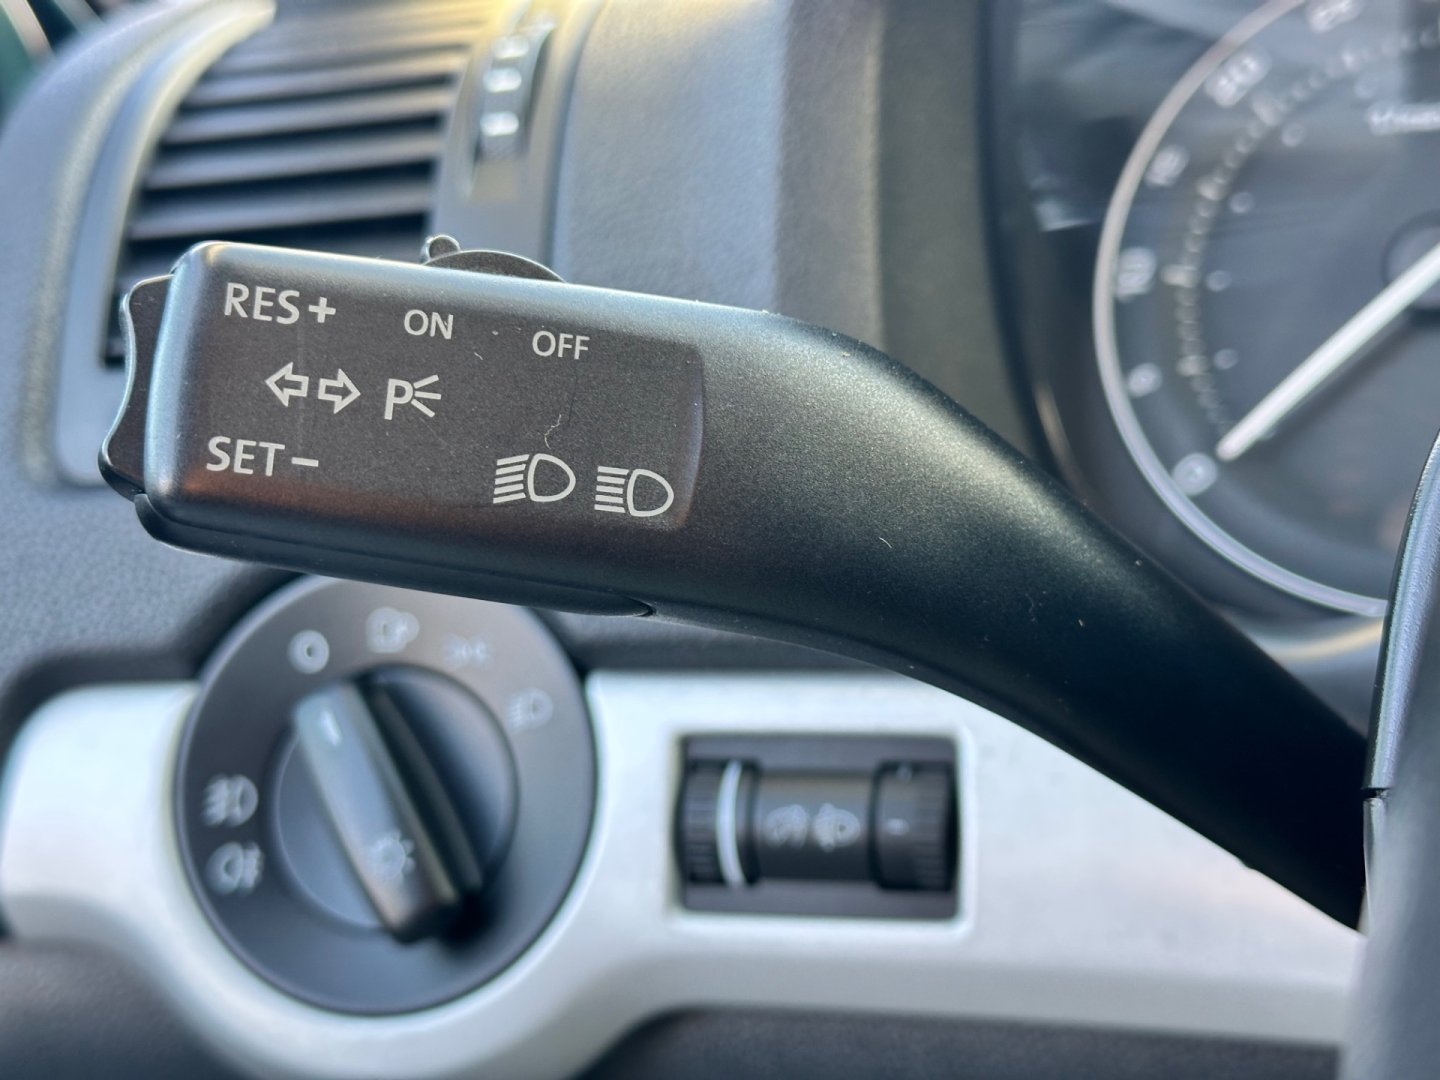 RES+
ON
OFF
P
SET−